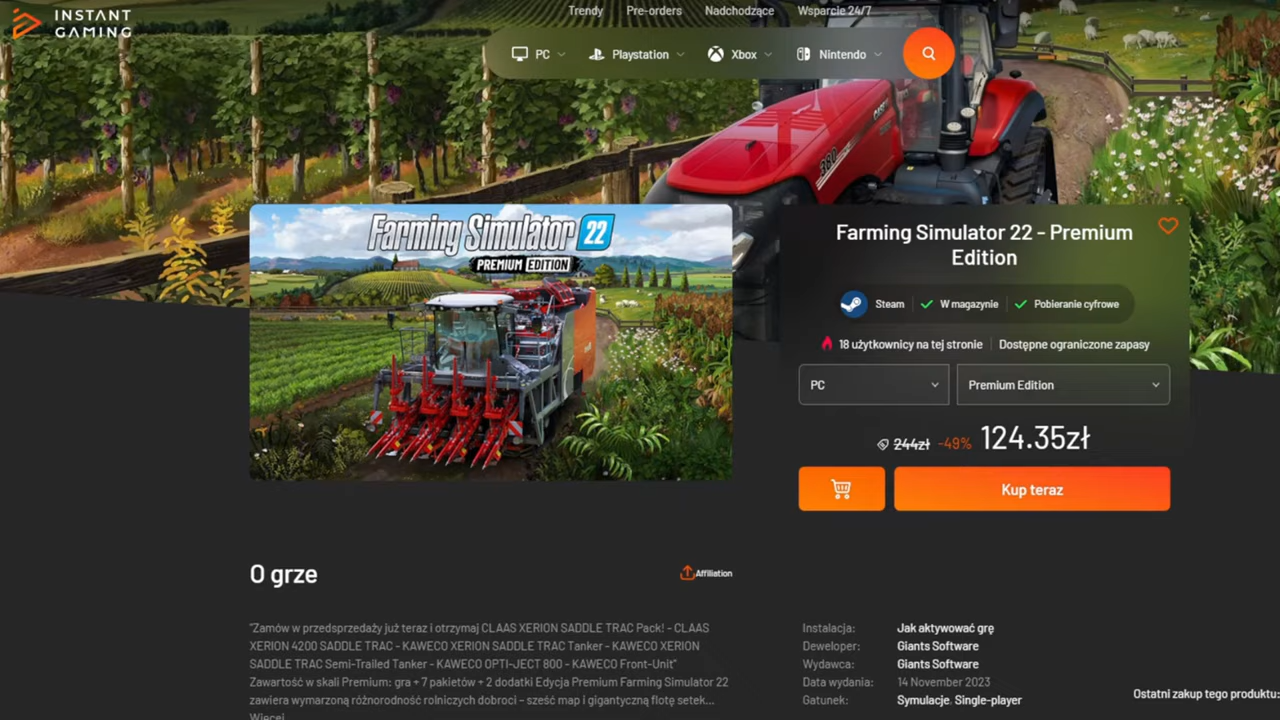 INSTANT
GAMING
Trendy Pre-orders Nadchodzące Wsparcie 24/7
PC Playstation Xbox Nintendo
CASE IH
380
Farming Simulator 22
PREMIUM EDITION
Farming Simulator 22 - Premium
Edition
Steam W magazynie Pobieranie cyfrowe
18 użytkownicy na tej stronie Dostępne ograniczone zapasy
PC Premium Edition
244zł -49% 124.35zł
Kup teraz
O grze
Affiliation
"Zamów w przedsprzedaży już teraz i otrzymaj CLAAS XERION SADDLE TRAC Pack! - CLAAS
XERION 4200 SADDLE TRAC - KAWECO XERION SADDLE TRAC Tanker - KAWECO XERION
SADDLE TRAC Semi-Trailed Tanker - KAWECO OPTI-JECT 800 - KAWECO Front-Unit"
Zawartość w skali Premium: gra + 7 pakietów + 2 dodatki Edycja Premium Farming Simulator 22
zawiera wymarzoną różnorodność rolniczych dobroci – sześć map i gigantyczną flotę setek...
Więcej
Instalacja: Jak aktywować grę
Deweloper: Giants Software
Wydawca: Giants Software
Data wydania: 14 November 2023
Gatunek: Symulacje, Single-player
Ostatni zakup tego produktu: